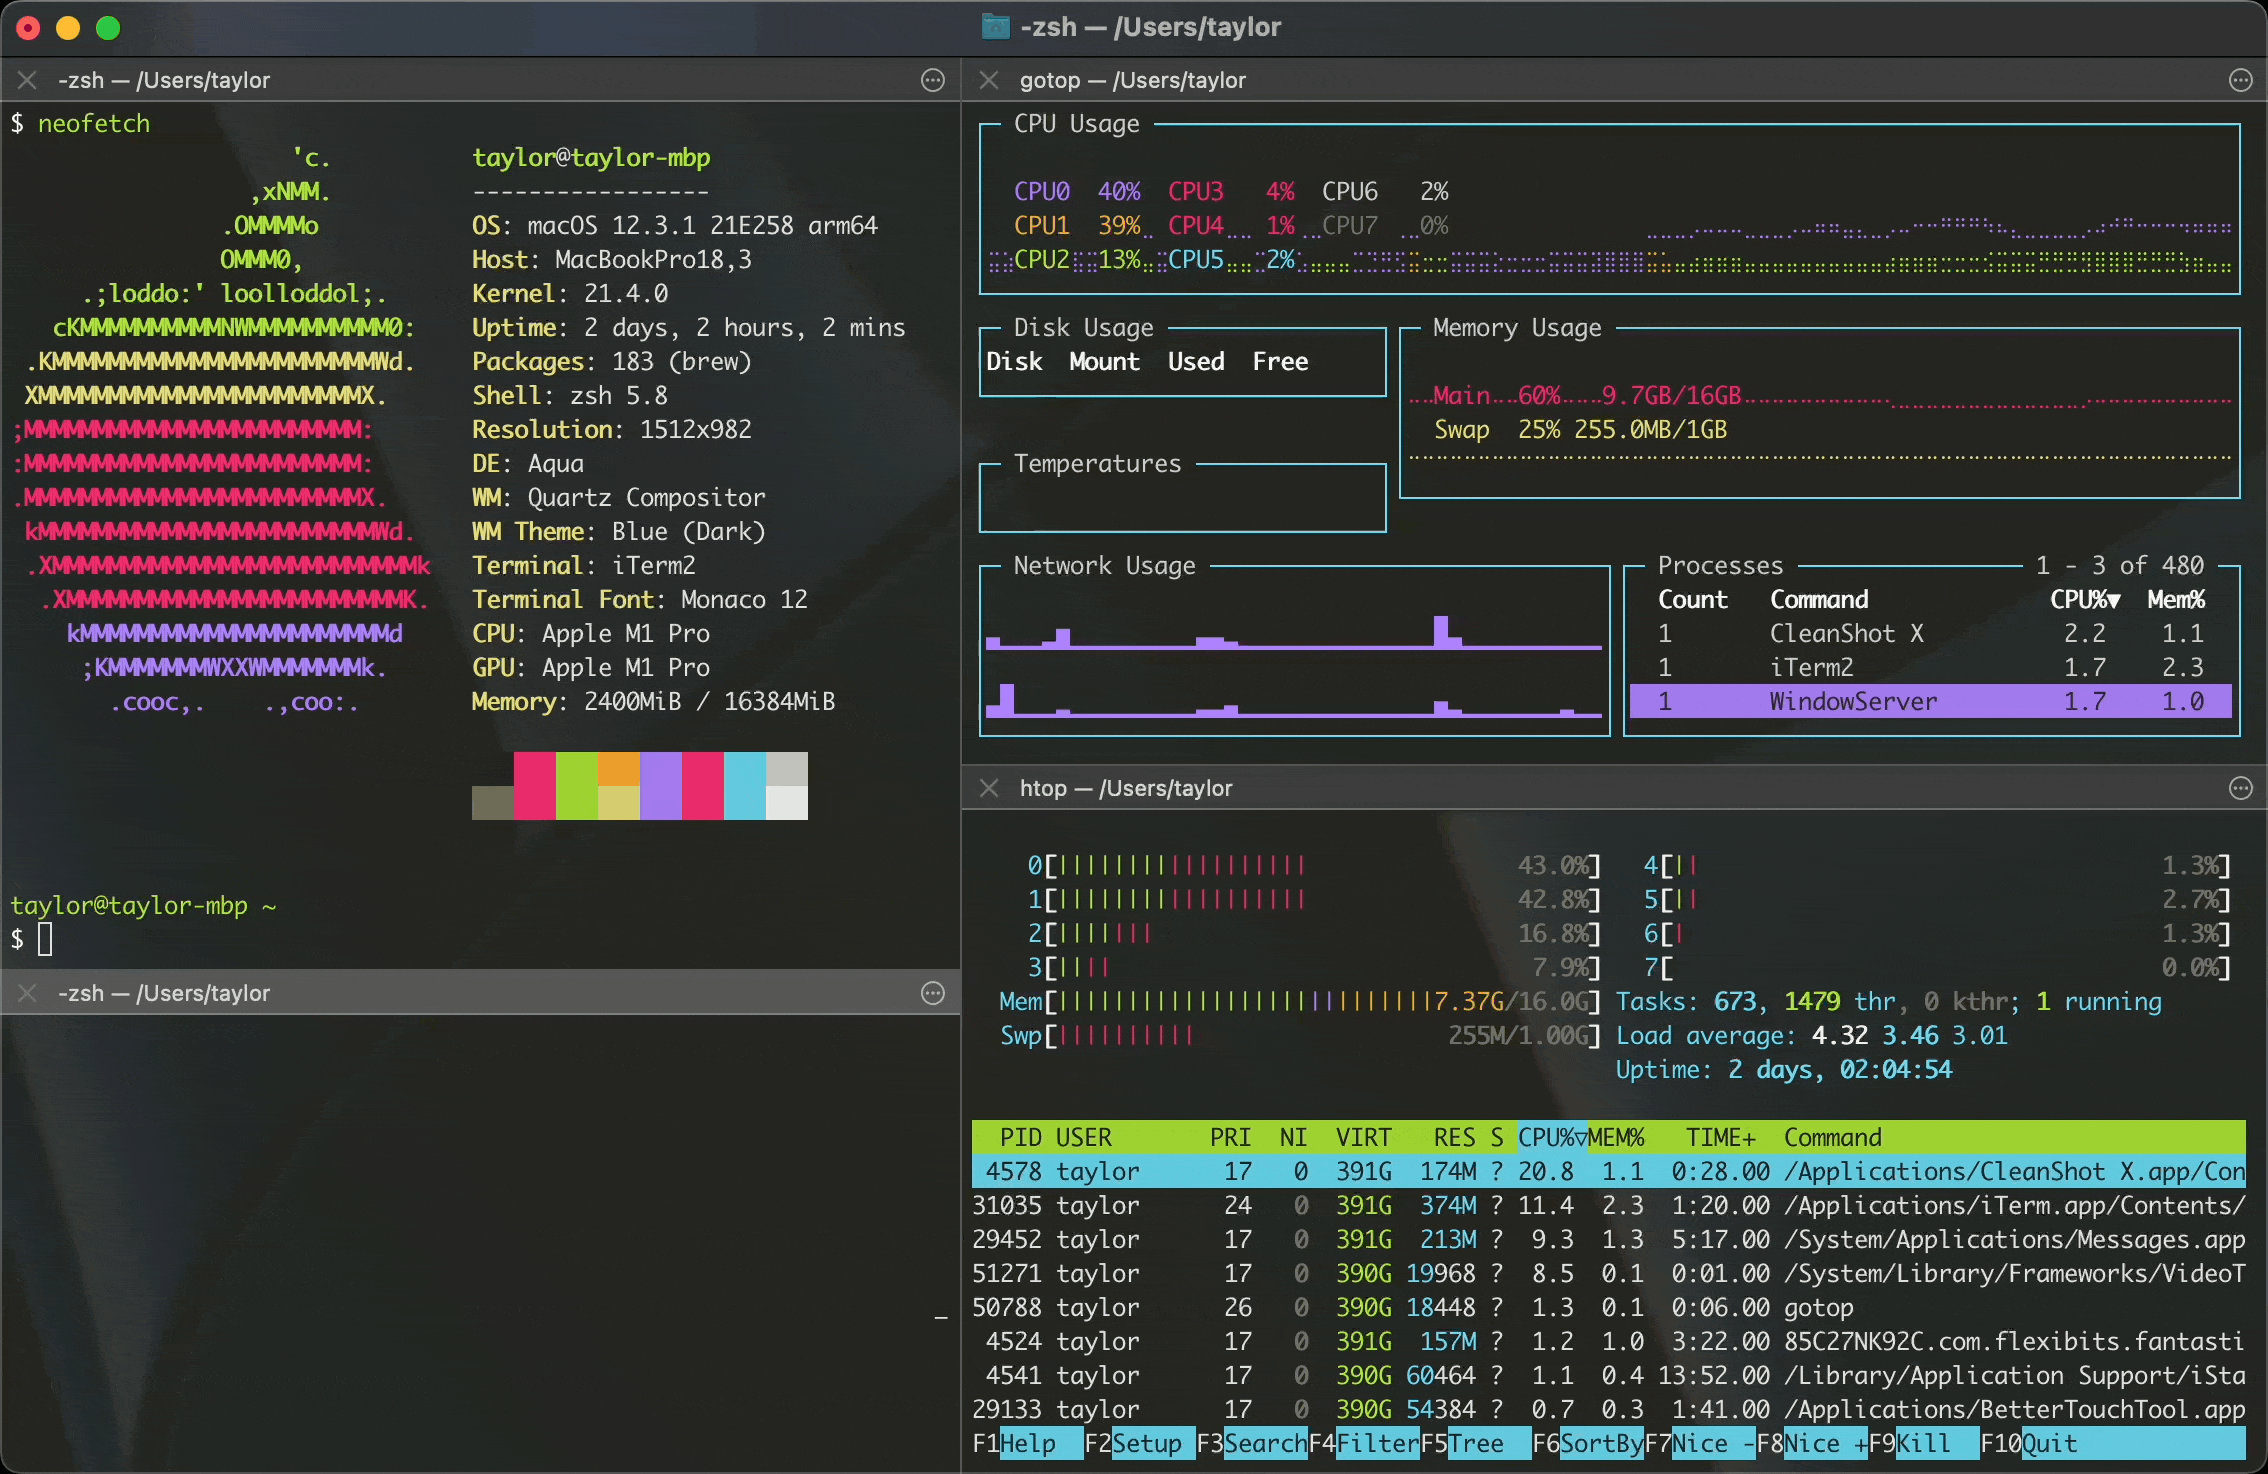 -zsh — /Users/taylor
-zsh — /Users/taylor
$ neofetch
'c.
,xNMM.
.OMMMMo
OMMM0,
.;loddo:' loolloddol;.
cKMMMMMMMMMMNWMMMMMMMMMM0:
.KMMMMMMMMMMMMMMMMMMMMMMMWd.
XMMMMMMMMMMMMMMMMMMMMMMMX.
;MMMMMMMMMMMMMMMMMMMMMMMM:
:MMMMMMMMMMMMMMMMMMMMMMMM:
.MMMMMMMMMMMMMMMMMMMMMMMMX.
kMMMMMMMMMMMMMMMMMMMMMMMMWd.
.XMMMMMMMMMMMMMMMMMMMMMMMMMMk
.XMMMMMMMMMMMMMMMMMMMMMMMMK.
kMMMMMMMMMMMMMMMMMMMMMMd
;KMMMMMMMWXXWMMMMMMMk.
.cooc,.    .,coo:.
taylor@taylor-mbp
-----------------
OS: macOS 12.3.1 21E258 arm64
Host: MacBookPro18,3
Kernel: 21.4.0
Uptime: 2 days, 2 hours, 2 mins
Packages: 183 (brew)
Shell: zsh 5.8
Resolution: 1512x982
DE: Aqua
WM: Quartz Compositor
WM Theme: Blue (Dark)
Terminal: iTerm2
Terminal Font: Monaco 12
CPU: Apple M1 Pro
GPU: Apple M1 Pro
Memory: 2400MiB / 16384MiB
taylor@taylor-mbp ~
$
-zsh — /Users/taylor
gotop — /Users/taylor
CPU Usage
CPU0 40% CPU3 4% CPU6 2%
CPU1 39% CPU4 1% CPU7 0%
CPU2 13% CPU5 2%
Disk Usage
Disk Mount Used Free
Memory Usage
Main 60% 9.7GB/16GB
Swap 25% 255.0MB/1GB
Temperatures
Network Usage
Processes 1 - 3 of 480
Count Command CPU%▼ Mem%
1 CleanShot X 2.2 1.1
1 iTerm2 1.7 2.3
1 WindowServer 1.7 1.0
htop — /Users/taylor
0[||||||||||||||||||43.0%] 4[||1.3%]
1[||||||||||||||||||42.8%] 5[||2.7%]
2[|||||||16.8%] 6[|1.3%]
3[||||7.9%] 7[0.0%]
Mem[|||||||||||||||||||||||||||7.37G/16.0G] Tasks: 673, 1479 thr, 0 kthr; 1 running
Swp[||||||||||255M/1.00G] Load average: 4.32 3.46 3.01
Uptime: 2 days, 02:04:54
PID USER PRI NI VIRT RES S CPU%▽MEM% TIME+ Command
4578 taylor 17 0 391G 174M ? 20.8 1.1 0:28.00 /Applications/CleanShot X.app/Con
31035 taylor 24 0 391G 374M ? 11.4 2.3 1:20.00 /Applications/iTerm.app/Contents/
29452 taylor 17 0 391G 213M ? 9.3 1.3 5:17.00 /System/Applications/Messages.app
51271 taylor 17 0 390G 19968 ? 8.5 0.1 0:01.00 /System/Library/Frameworks/VideoT
50788 taylor 26 0 390G 18448 ? 1.3 0.1 0:06.00 gotop
4524 taylor 17 0 391G 157M ? 1.2 1.0 3:22.00 85C27NK92C.com.flexibits.fantasti
4541 taylor 17 0 390G 60464 ? 1.1 0.4 13:52.00 /Library/Application Support/iSta
29133 taylor 17 0 390G 54384 ? 0.7 0.3 1:41.00 /Applications/BetterTouchTool.app
F1Help F2Setup F3SearchF4FilterF5Tree F6SortByF7Nice -F8Nice +F9Kill F10Quit